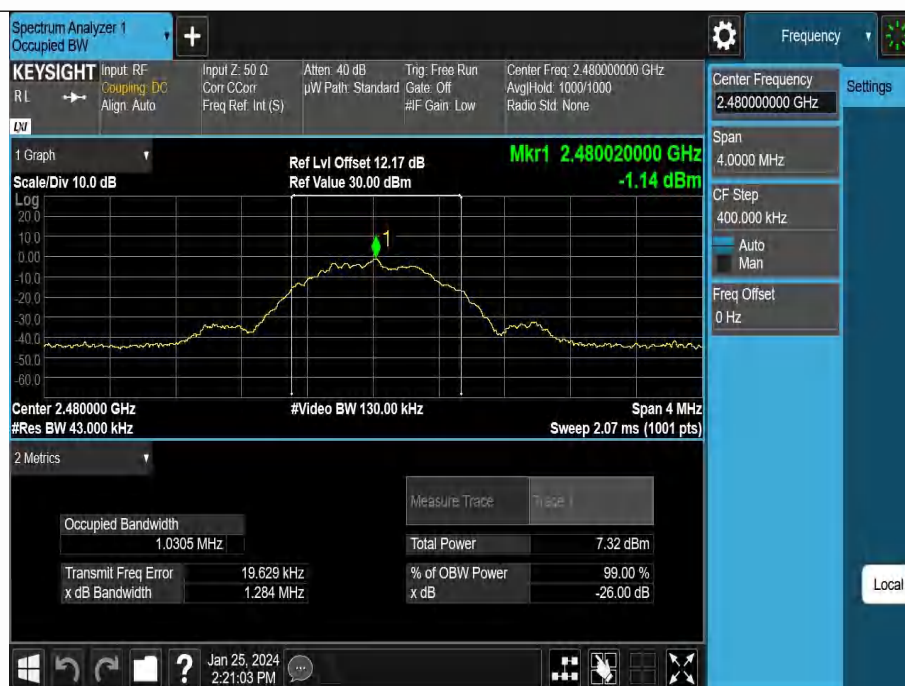 Spectrum Analyzer 1
Occupied BW
+
Frequency
KEYSIGHT
RL
LXI
Input: RF
Coupling: DC
Align: Auto
Input Z: 50 Ω
Corr CCorr
Freq Ref: Int (S)
Atten: 40 dB
µW Path: Standard
Trig: Free Run
Gate: Off
#IF Gain: Low
Center Freq: 2.480000000 GHz
Avg|Hold: 1000/1000
Radio Std: None
Center Frequency
2.480000000 GHz
Settings
Span
4.0000 MHz
CF Step
400.000 kHz
Auto
Man
Freq Offset
0 Hz
1 Graph
Scale/Div 10.0 dB
Ref Lvl Offset 12.17 dB
Ref Value 30.00 dBm
Mkr1 2.480020000 GHz
-1.14 dBm
Log
20.0
10.0
0.00
-10.0
-20.0
-30.0
-40.0
-50.0
-60.0
1
Center 2.480000 GHz
#Res BW 43.000 kHz
#Video BW 130.00 kHz
Span 4 MHz
Sweep 2.07 ms (1001 pts)
2 Metrics
Measure Trace
Trace 1
Occupied Bandwidth
1.0305 MHz
Total Power
7.32 dBm
Transmit Freq Error
19.629 kHz
% of OBW Power
99.00 %
x dB Bandwidth
1.284 MHz
x dB
-26.00 dB
Local
?
Jan 25, 2024
2:21:03 PM